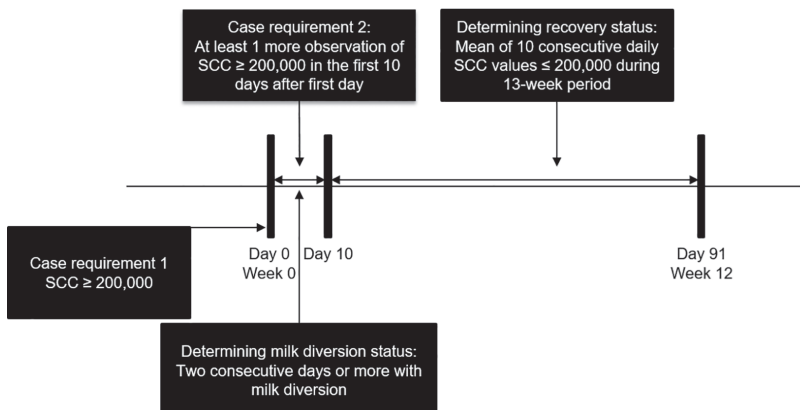 Case requirement 2:
At least 1 more observation of
SCC ≥ 200,000 in the first 10
days after first day
Determining recovery status:
Mean of 10 consecutive daily
SCC values ≤ 200,000 during
13-week period
Case requirement 1
SCC ≥ 200,000
Day 0
Week 0
Day 10
Day 91
Week 12
Determining milk diversion status:
Two consecutive days or more with
milk diversion